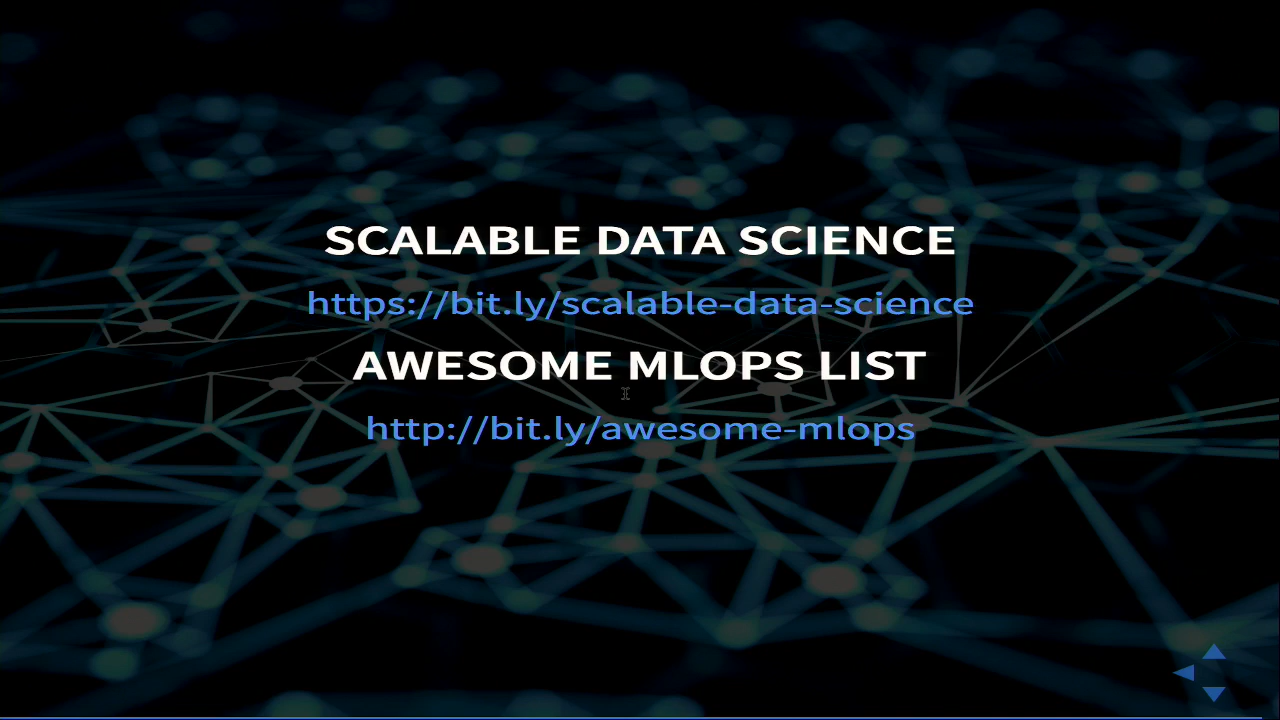 SCALABLE DATA SCIENCE
https://bit.ly/scalable-data-science
AWESOME MLOPS LIST
http://bit.ly/awesome-mlops